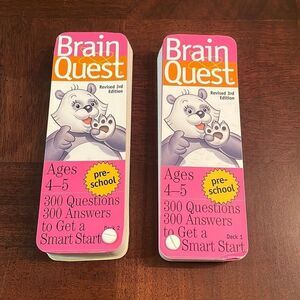 Brain
Quest
Revised 3rd
Edition
Ages
4–5
pre-
school
300 Questions
300 Answers
to Get a
Smart Start
Deck 2
Brain
Quest
Revised 3rd
Edition
Ages
4–5
pre-
school
300 Questions
300 Answers
to Get a
Smart Start
Deck 1